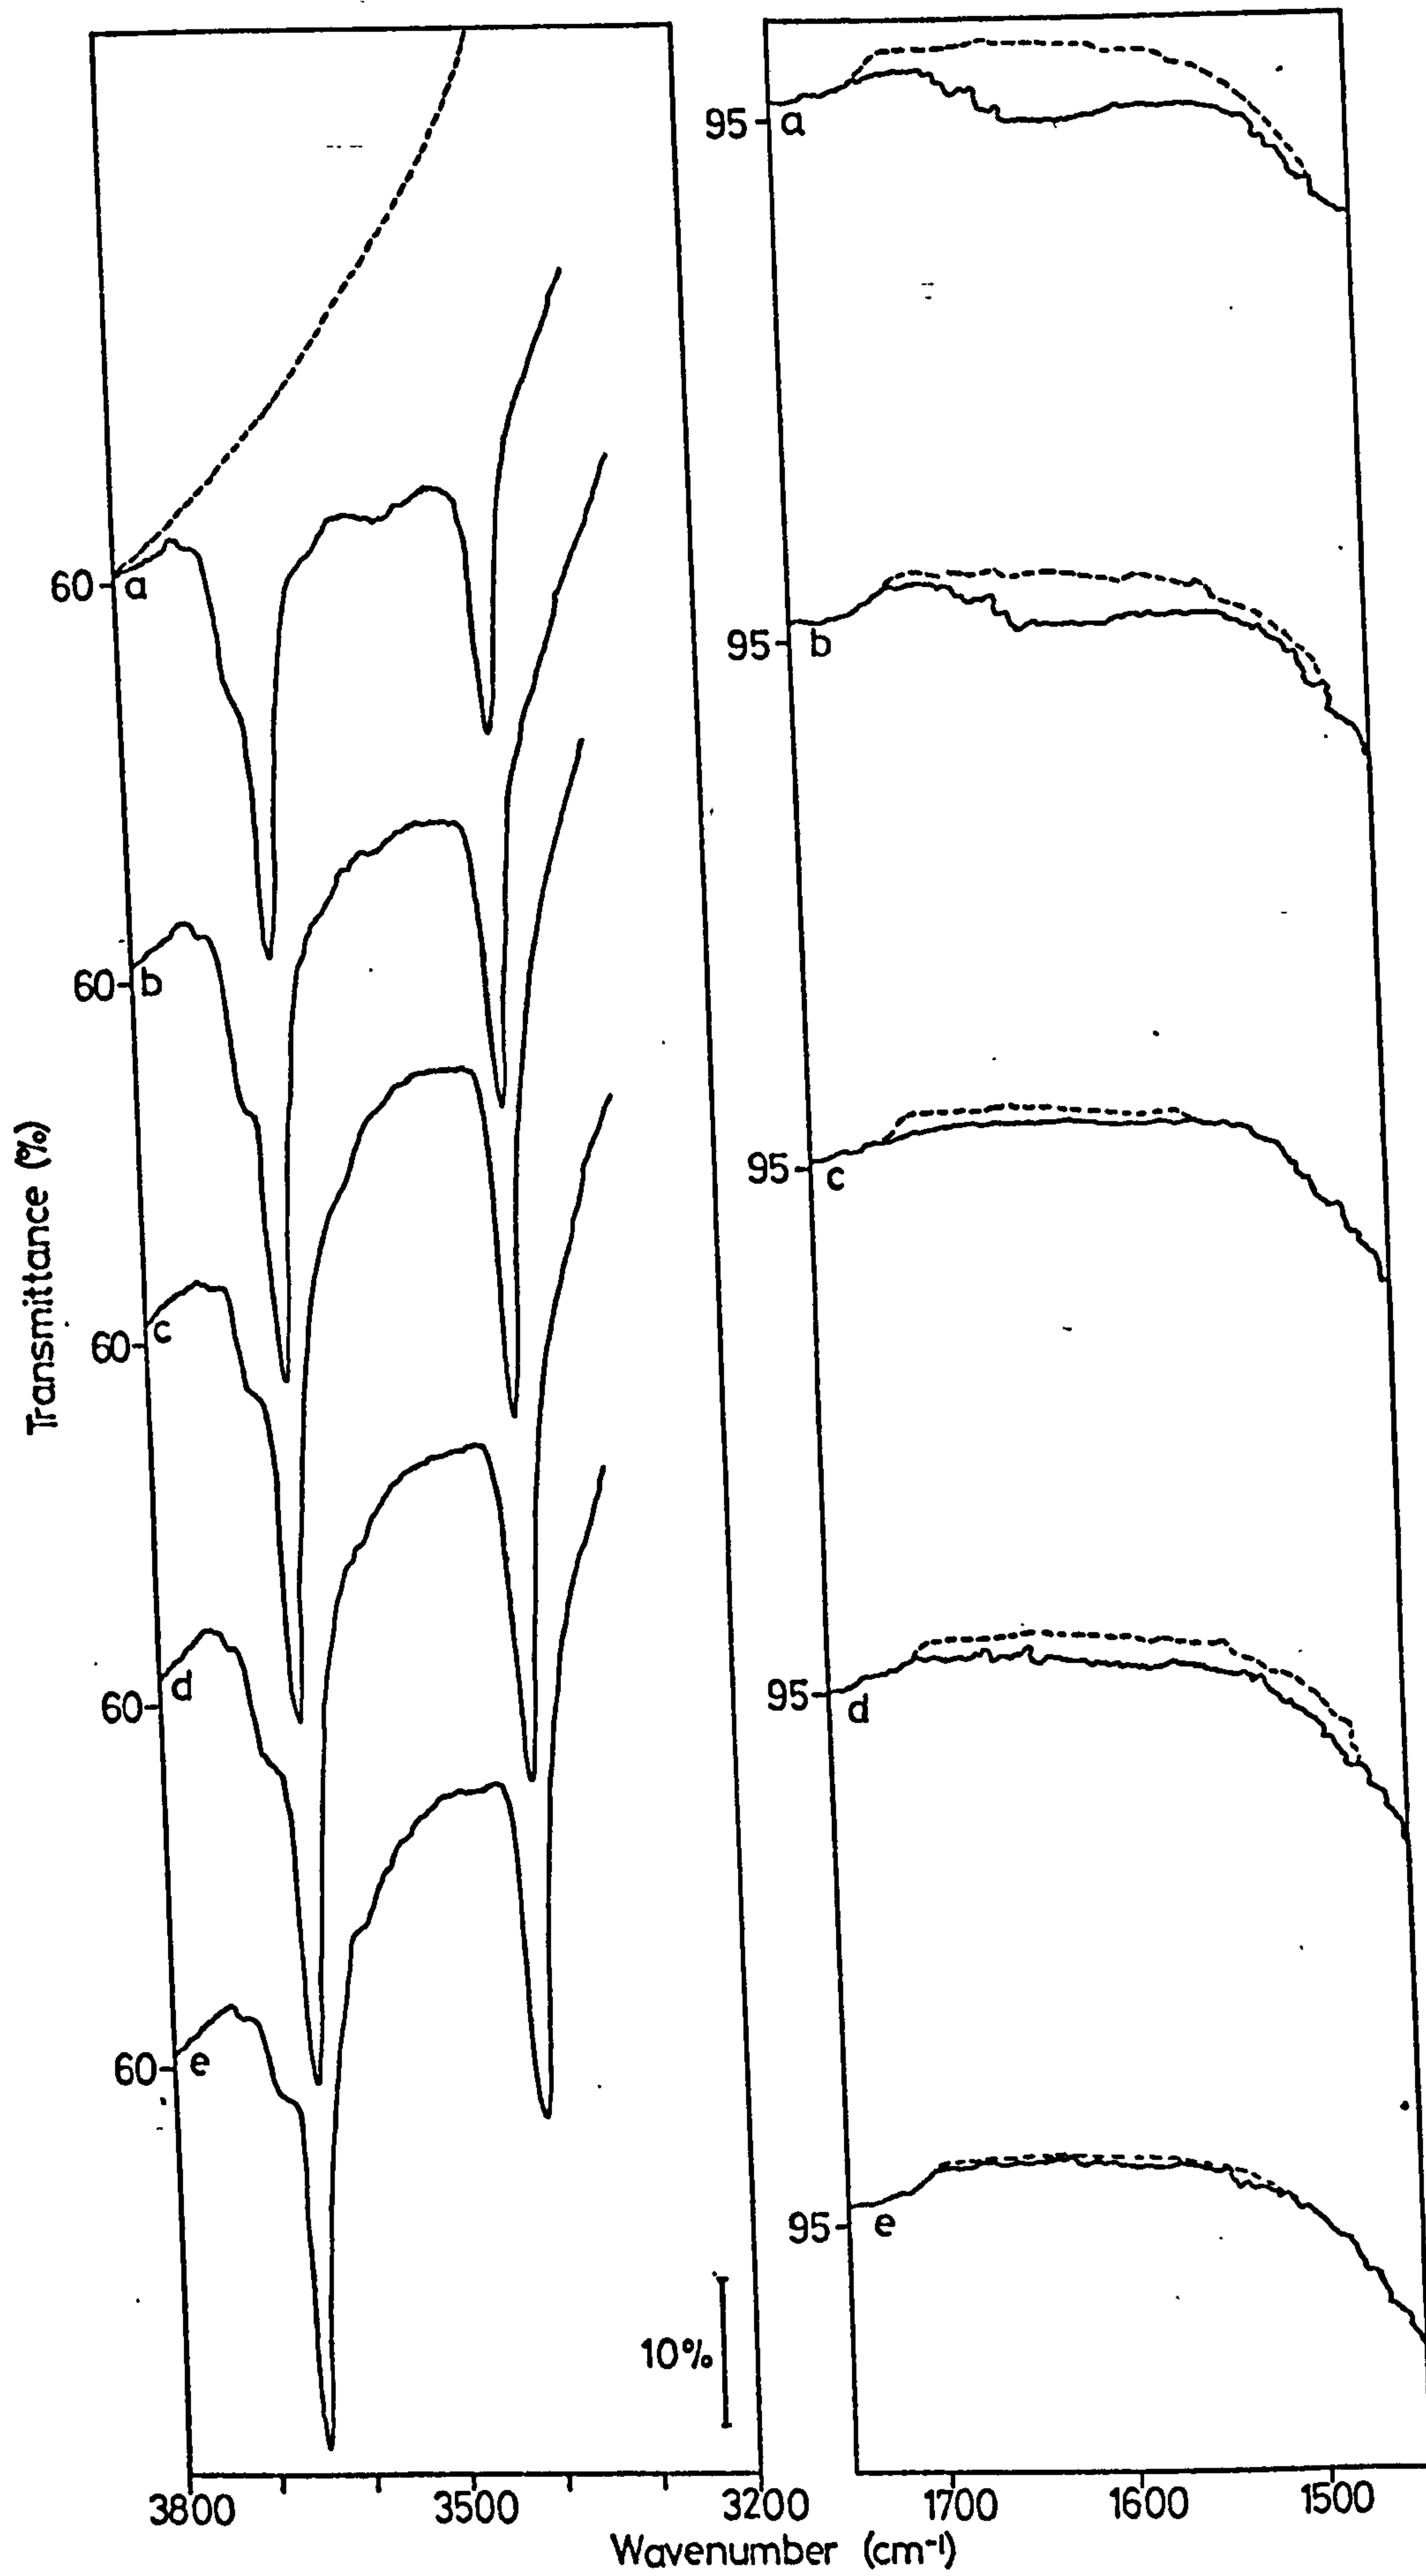 Transmittance (%)
60
a
60
b
60
c
60
d
60
e
10%
95
a
95
b
95
c
95
d
95
e
3800
3500
3200
1700
1600
1500
Wavenumber (cm⁻¹)